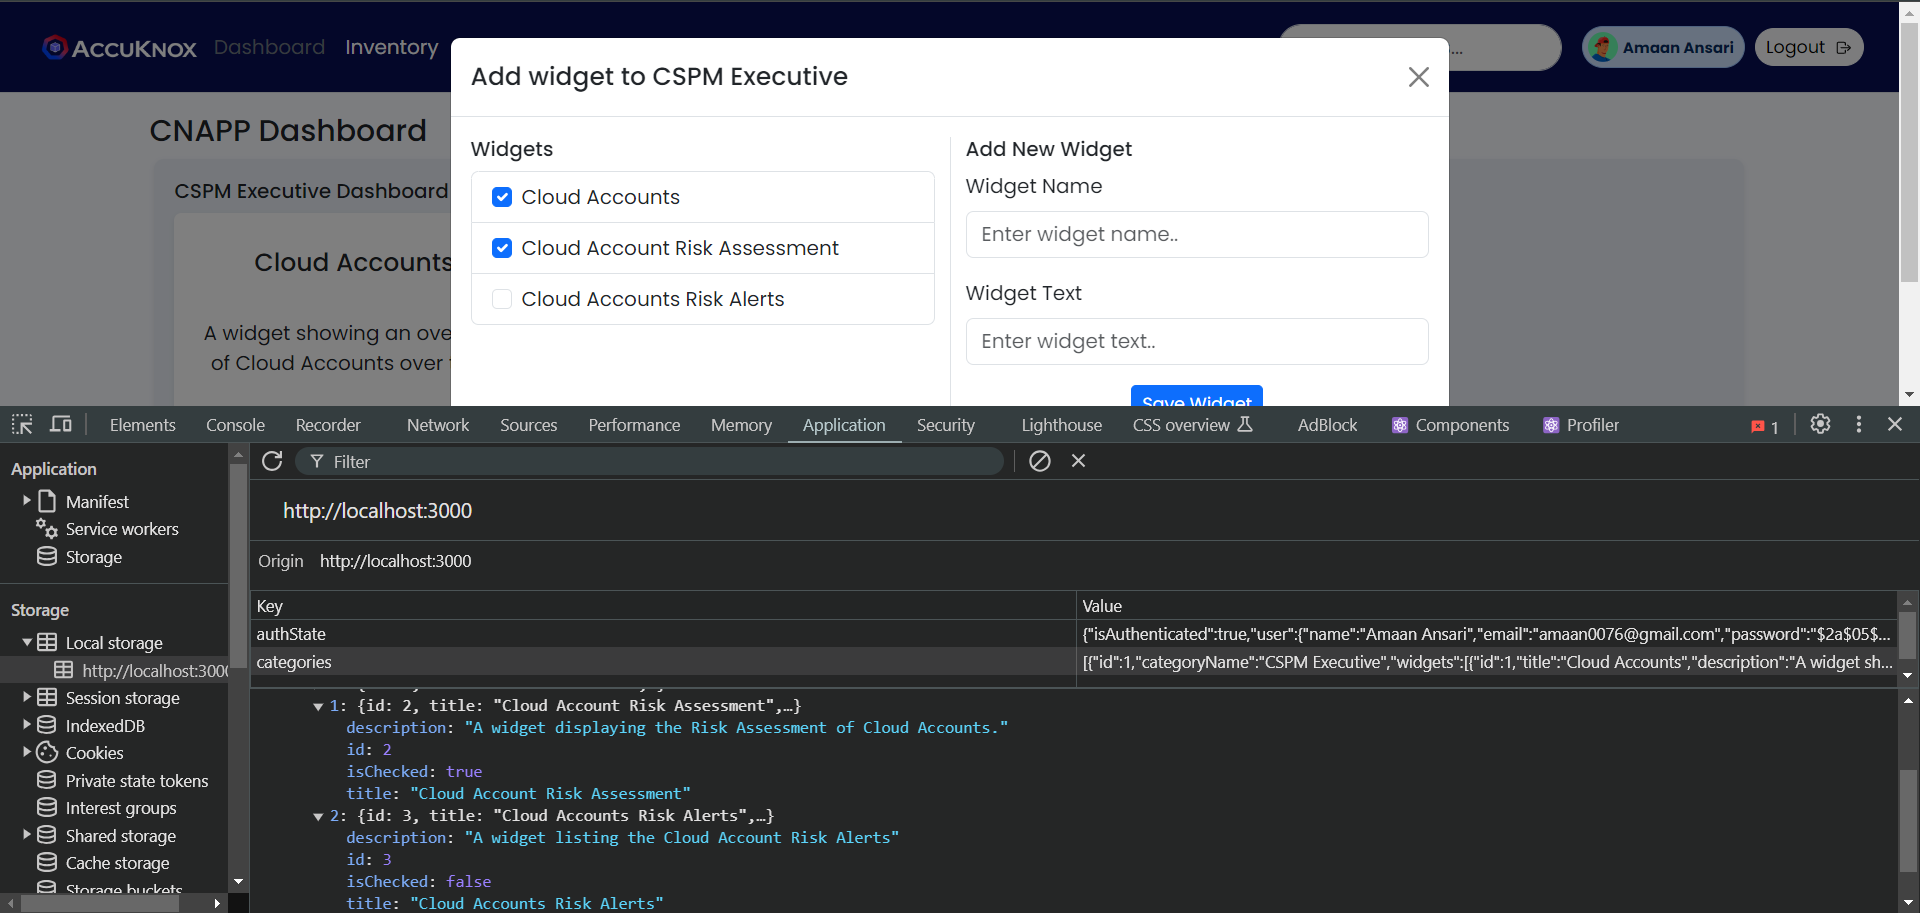 ACCUKNOX Dashboard Inventory
... Amaan Ansari Logout
Add widget to CSPM Executive
CNAPP Dashboard
CSPM Executive Dashboard
Cloud Accounts
A widget showing an ove
of Cloud Accounts over
Widgets
Cloud Accounts
Cloud Account Risk Assessment
Cloud Accounts Risk Alerts
Add New Widget
Widget Name
Enter widget name..
Widget Text
Enter widget text..
Save Widget
Elements Console Recorder Network Sources Performance Memory Application Security Lighthouse CSS overview AdBlock Components Profiler 1
Application
Manifest
Service workers
Storage
Storage
Local storage
http://localhost:3000
Session storage
IndexedDB
Cookies
Private state tokens
Interest groups
Shared storage
Cache storage
Storage buckets
Filter
http://localhost:3000
Origin http://localhost:3000
Key Value
authState {"isAuthenticated":true,"user":{"name":"Amaan Ansari","email":"amaan0076@gmail.com","password":"$2a$05$...
categories [{"id":1,"categoryName":"CSPM Executive","widgets":[{"id":1,"title":"Cloud Accounts","description":"A widget sh...
1: {id: 2, title: "Cloud Account Risk Assessment",…}
description: "A widget displaying the Risk Assessment of Cloud Accounts."
id: 2
isChecked: true
title: "Cloud Account Risk Assessment"
2: {id: 3, title: "Cloud Accounts Risk Alerts",…}
description: "A widget listing the Cloud Account Risk Alerts"
id: 3
isChecked: false
title: "Cloud Accounts Risk Alerts"